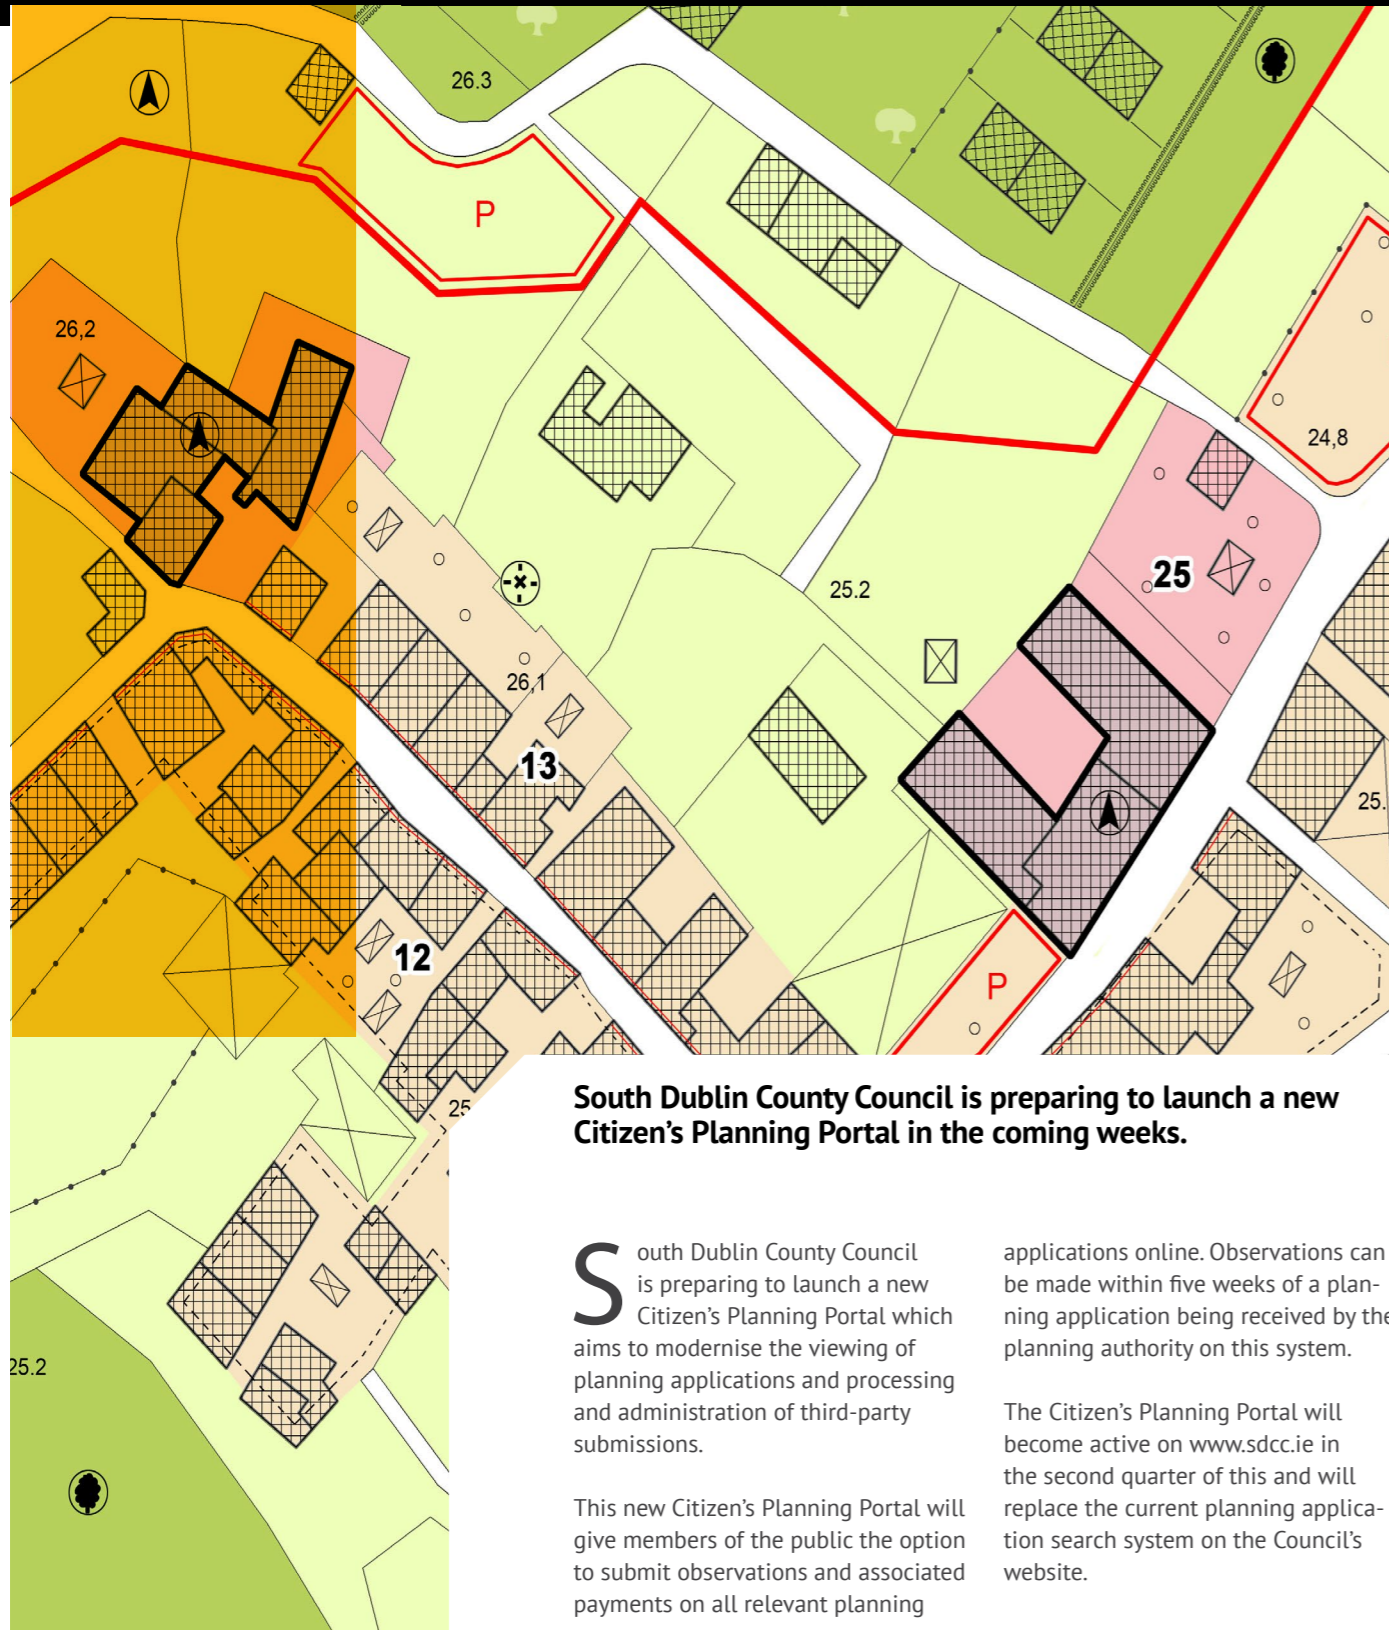 26.3
P
26,2
24,8
25
25.2
26,1
13
25.
12
P
25
25.2
South Dublin County Council is preparing to launch a new
Citizen's Planning Portal in the coming weeks.
South Dublin County Council
is preparing to launch a new
Citizen's Planning Portal which
aims to modernise the viewing of
planning applications and processing
and administration of third-party
submissions.
This new Citizen's Planning Portal will
give members of the public the option
to submit observations and associated
payments on all relevant planning
applications online. Observations can
be made within five weeks of a plan-
ning application being received by the
planning authority on this system.
The Citizen's Planning Portal will
become active on www.sdcc.ie in
the second quarter of this and will
replace the current planning applica-
tion search system on the Council's
website.